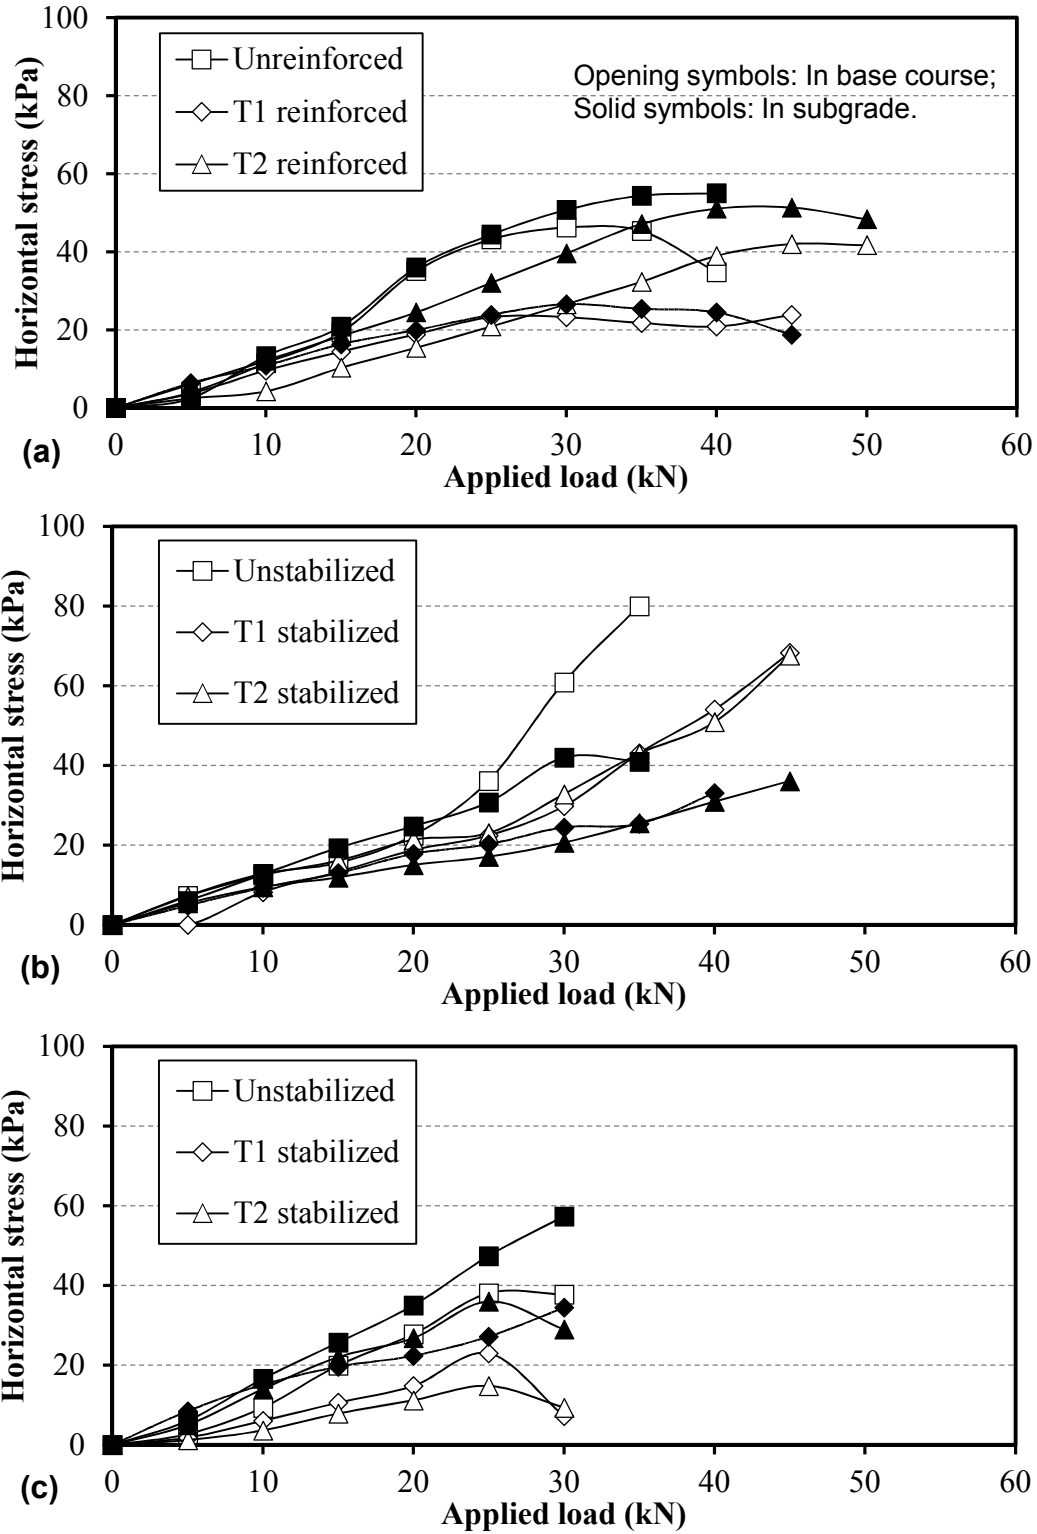 100
80
60
40
20
0
Horizontal stress (kPa)
Unreinforced
T1 reinforced
T2 reinforced
Opening symbols: In base course;
Solid symbols: In subgrade.
0 10 20 30 40 50 60
(a)
Applied load (kN)
100
80
60
40
20
0
Horizontal stress (kPa)
Unstabilized
T1 stabilized
T2 stabilized
0 10 20 30 40 50 60
(b)
Applied load (kN)
100
80
60
40
20
0
Horizontal stress (kPa)
Unstabilized
T1 stabilized
T2 stabilized
0 10 20 30 40 50 60
(c)
Applied load (kN)